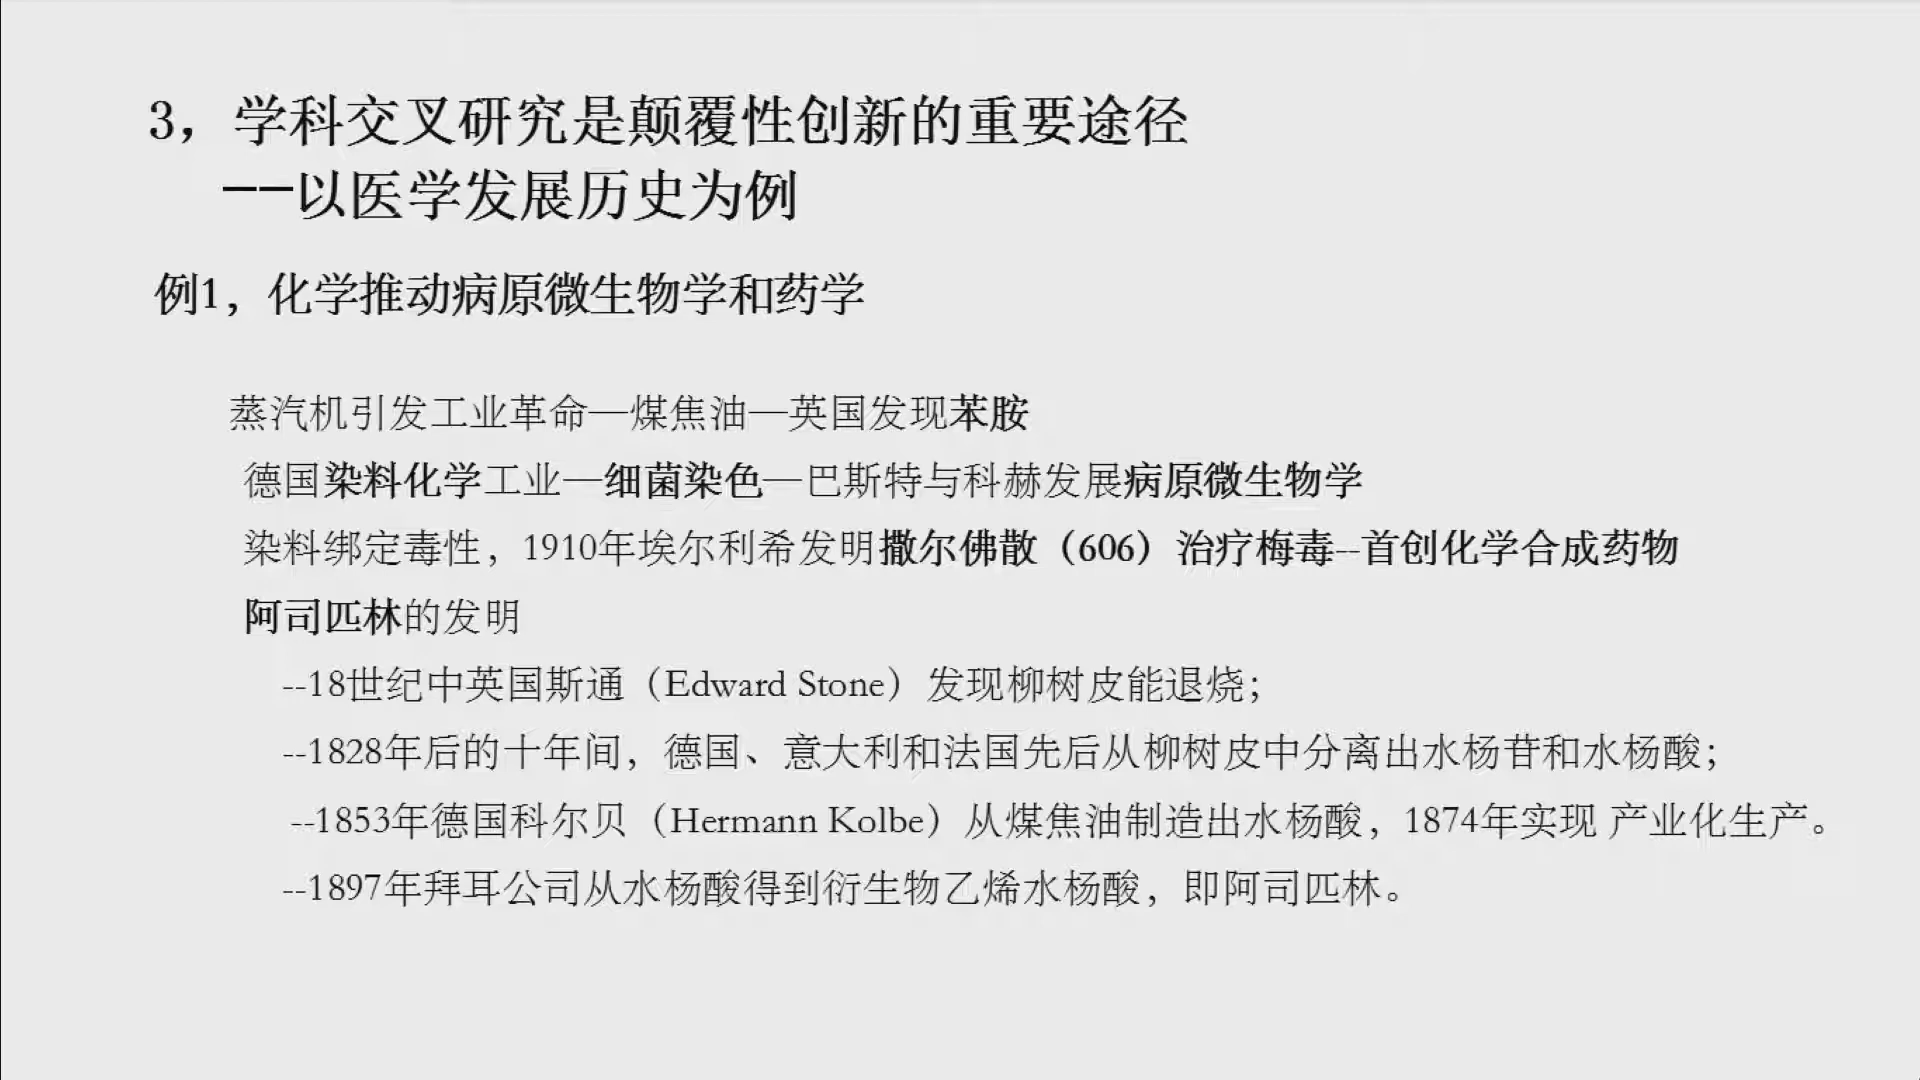 3，学科交叉研究是颠覆性创新的重要途径
——以医学发展历史为例
例1，化学推动病原微生物学和药学
蒸汽机引发工业革命—煤焦油—英国发现苯胺
德国染料化学工业—细菌染色—巴斯特与科赫发展病原微生物学
染料绑定毒性，1910年埃尔利希发明撒尔佛散（606）治疗梅毒--首创化学合成药物
阿司匹林的发明
--18世纪中英国斯通（Edward Stone）发现柳树皮能退烧；
--1828年后的十年间，德国、意大利和法国先后从柳树皮中分离出水杨苷和水杨酸；
--1853年德国科尔贝（Hermann Kolbe）从煤焦油制造出水杨酸，1874年实现 产业化生产。
--1897年拜耳公司从水杨酸得到衍生物乙烯水杨酸，即阿司匹林。